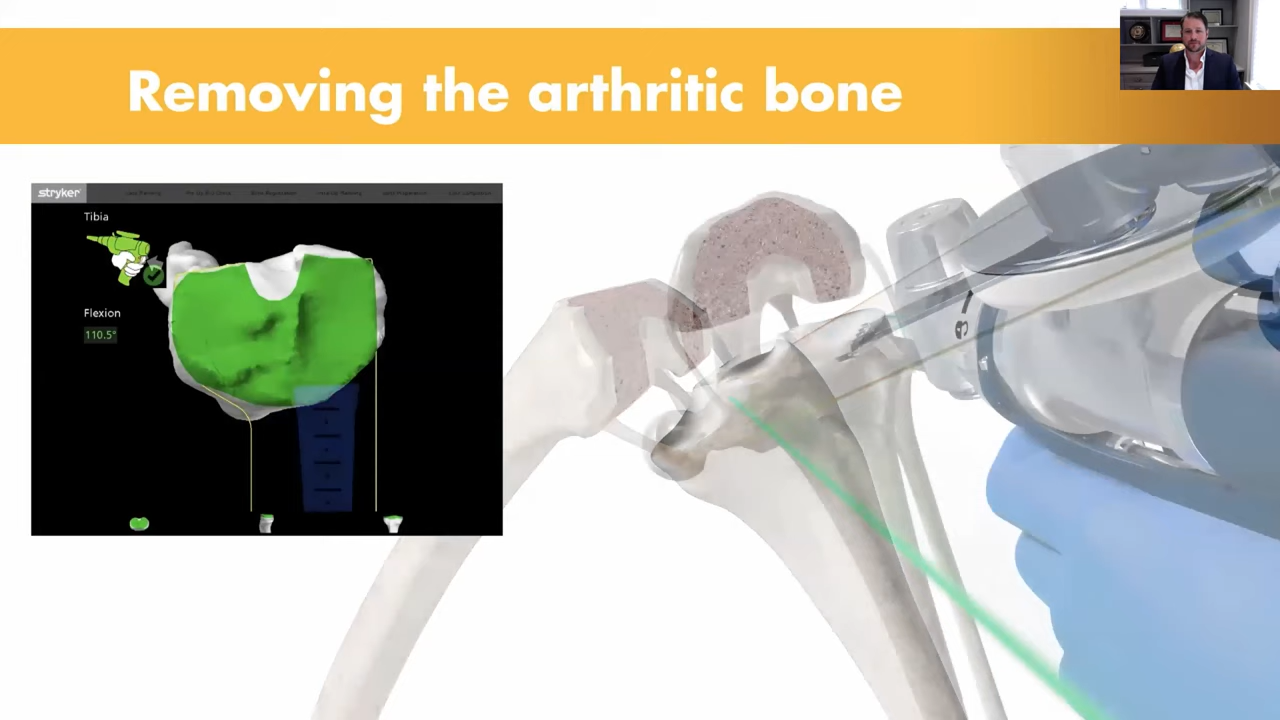 Removing the arthritic bone
stryker
Tibia
Flexion
110.5°